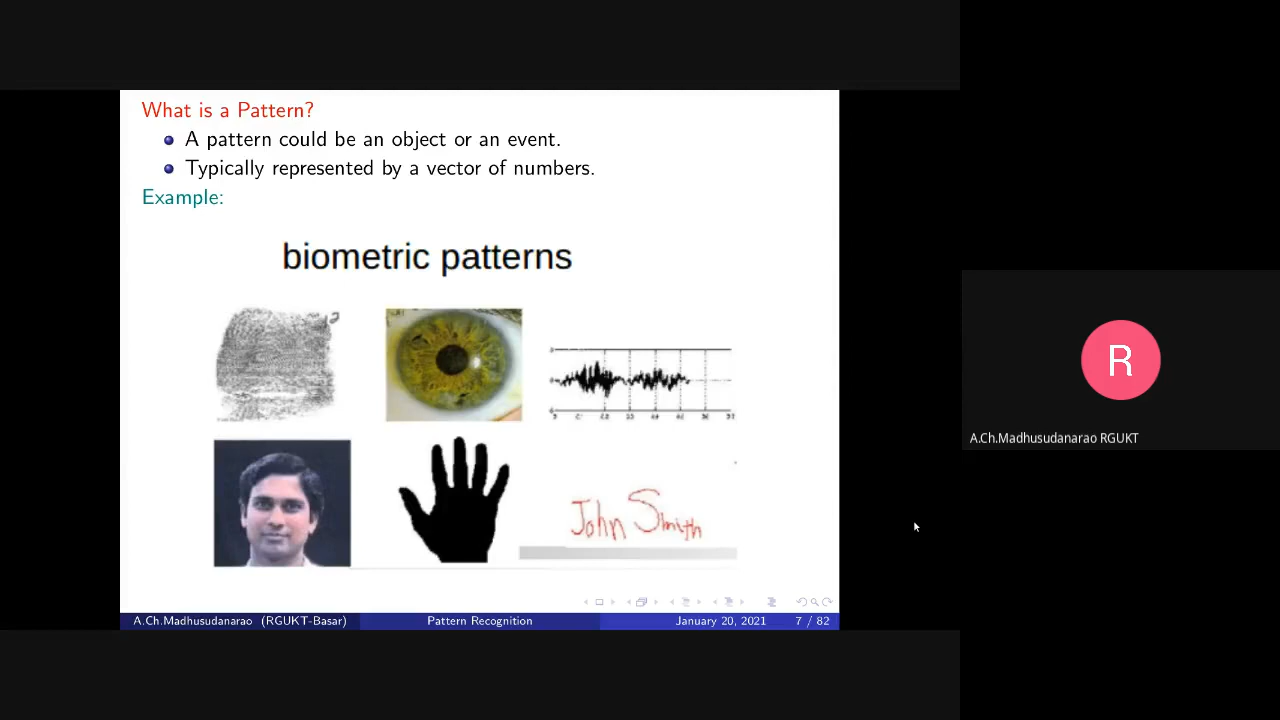 What is a Pattern?
A pattern could be an object or an event.
Typically represented by a vector of numbers.
Example:
biometric patterns
John Smith
A.Ch.Madhusudanarao (RGUKT-Basar) Pattern Recognition January 20, 2021 7 / 82
R
A.Ch.Madhusudanarao RGUKT